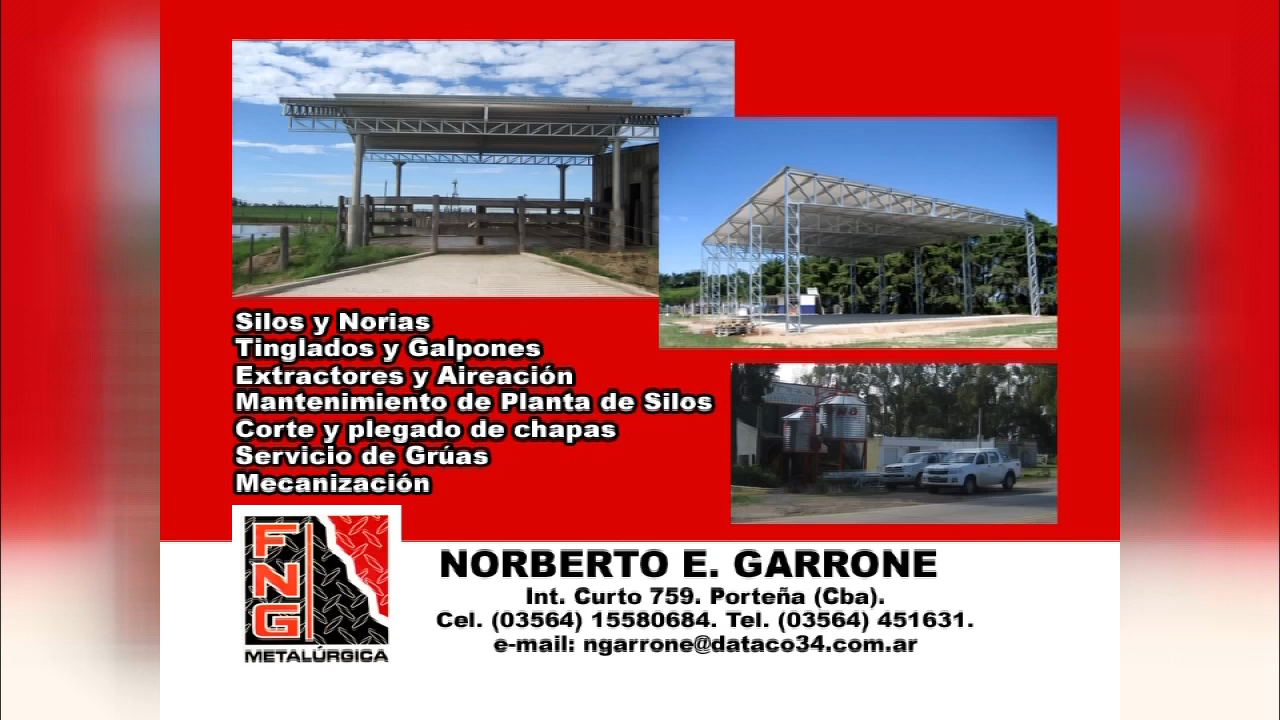 Silos y Norias
Tinglados y Galpones
Extractores y Aireación
Mantenimiento de Planta de Silos
Corte y plegado de chapas
Servicio de Grúas
Mecanización
FNG
METALÚRGICA
NORBERTO E. GARRONE
Int. Curto 759. Porteña (Cba).
Cel. (03564) 15580684. Tel. (03564) 451631.
e-mail: ngarrone@dataco34.com.ar